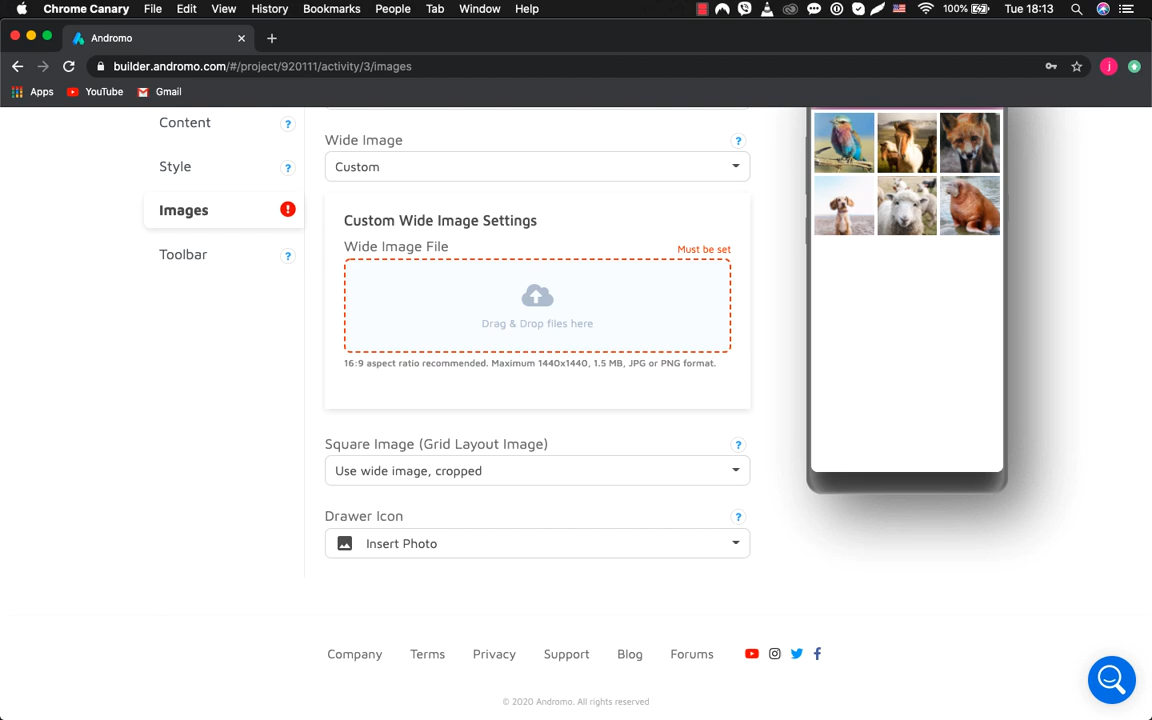 Chrome Canary File Edit View History Bookmarks People Tab Window Help 100% Tue 18:13
Andromo
builder.andromo.com/#/project/920111/activity/3/images
j
Apps YouTube Gmail
Content ?
Style ?
Images !
Toolbar ?
Wide Image ?
Custom
Custom Wide Image Settings
Wide Image File Must be set
Drag & Drop files here
16:9 aspect ratio recommended. Maximum 1440x1440, 1.5 MB, JPG or PNG format.
Square Image (Grid Layout Image) ?
Use wide image, cropped
Drawer Icon ?
Insert Photo
Company Terms Privacy Support Blog Forums
© 2020 Andromo. All rights reserved